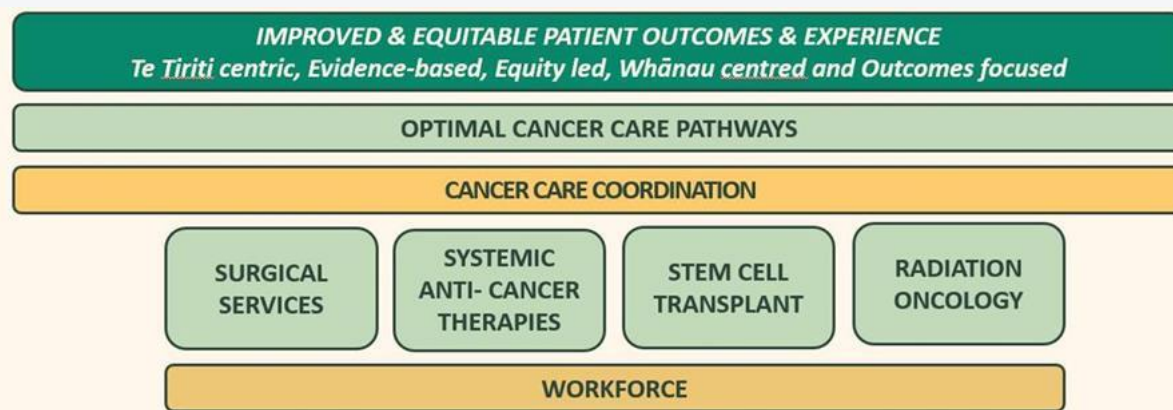 IMPROVED & EQUITABLE PATIENT OUTCOMES & EXPERIENCE
Te Tiriti centric, Evidence-based, Equity led, Whānau centred and Outcomes focused
OPTIMAL CANCER CARE PATHWAYS
CANCER CARE COORDINATION
SURGICAL
SERVICES
SYSTEMIC
ANTI- CANCER
THERAPIES
STEM CELL
TRANSPLANT
RADIATION
ONCOLOGY
WORKFORCE